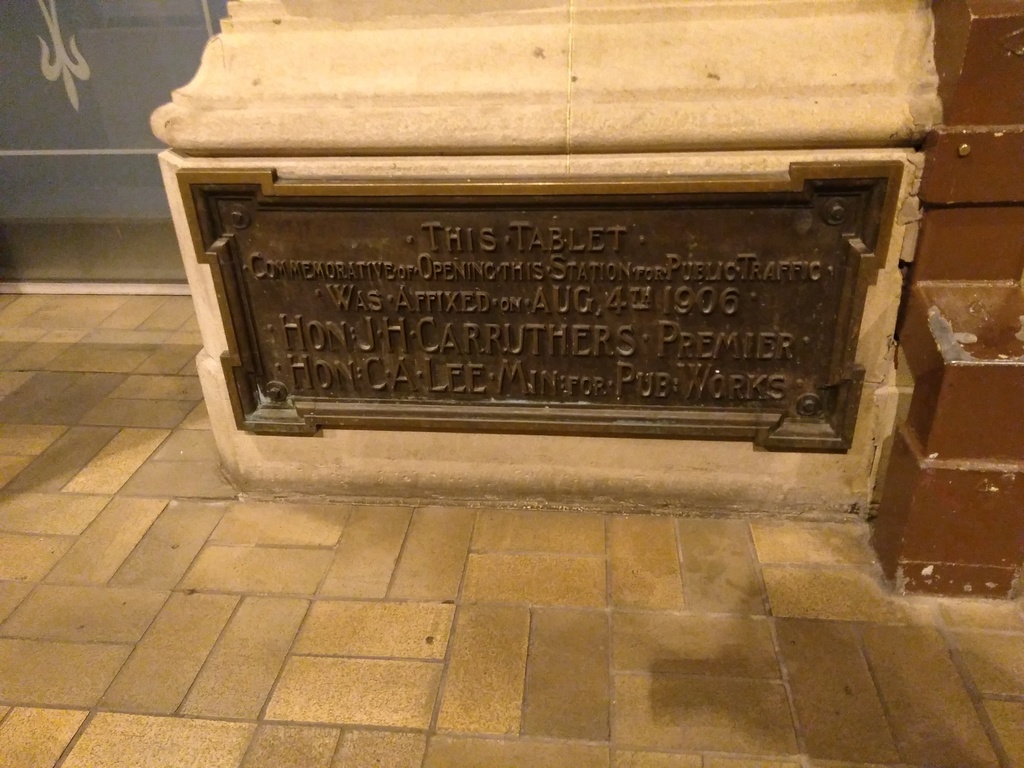 ·THIS·TABLET·
·COMMEMORATIVE·OF·OPENING·THIS·STATION·FOR·PUBLIC·TRAFFIC·
·WAS·AFFIXED·ON·AUG, 4TH 1906·
·HON:J·H·CARRUTHERS·PREMIER·
·HON:C·A·LEE·MIN:FOR·PUB:WORKS·